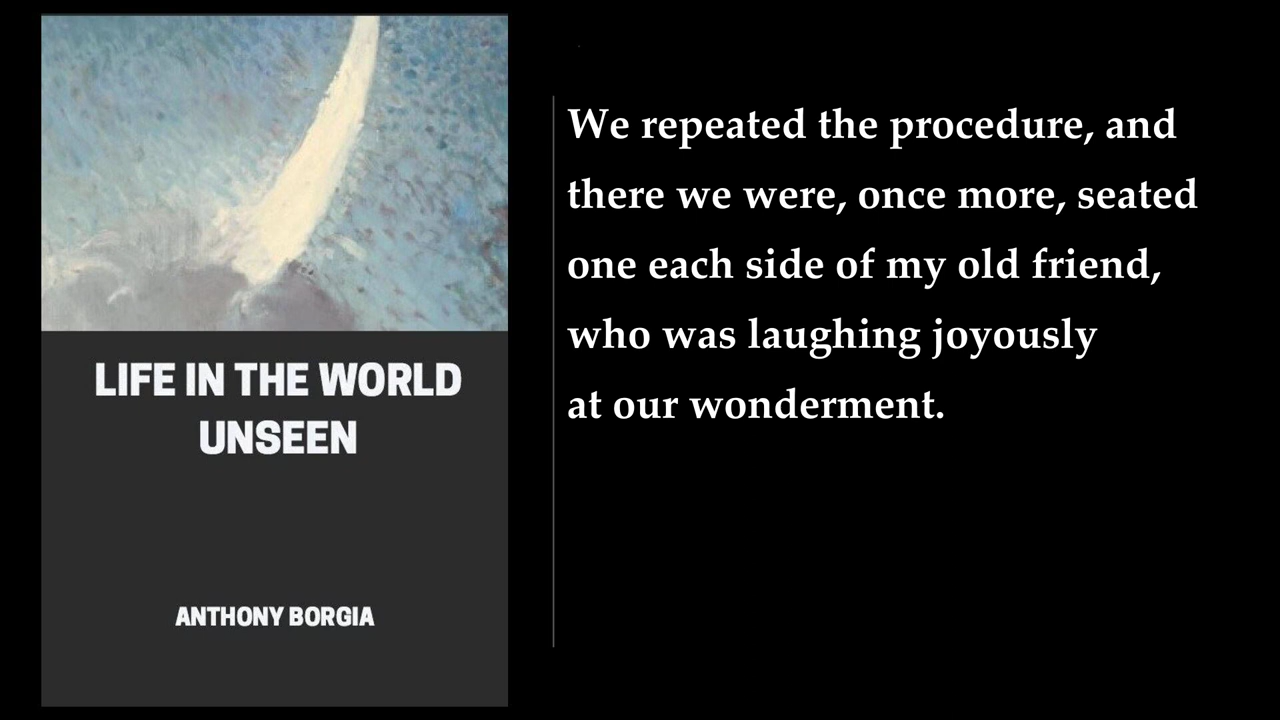 LIFE IN THE WORLD
UNSEEN
ANTHONY BORGIA
We repeated the procedure, and
there we were, once more, seated
one each side of my old friend,
who was laughing joyously
at our wonderment.